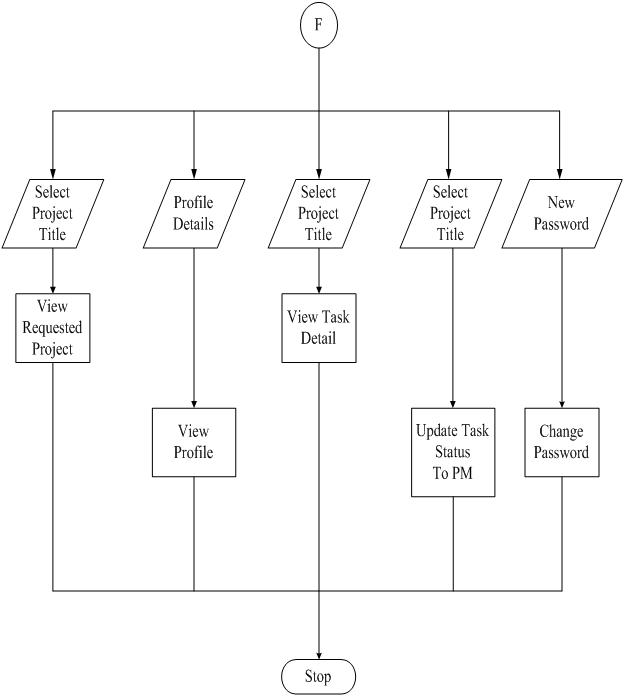 F
Select
Project
Title
Profile
Details
Select
Project
Title
Select
Project
Title
New
Password
View
Requested
Project
View Task
Detail
View
Profile
Update Task
Status
To PM
Change
Password
Stop